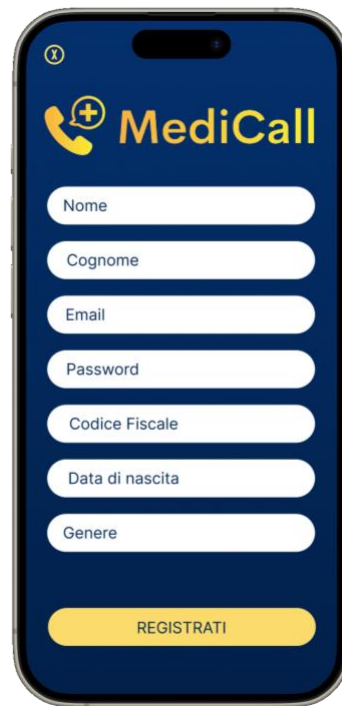 MediCall
Nome
Cognome
Email
Password
Codice Fiscale
Data di nascita
Genere
REGISTRATI